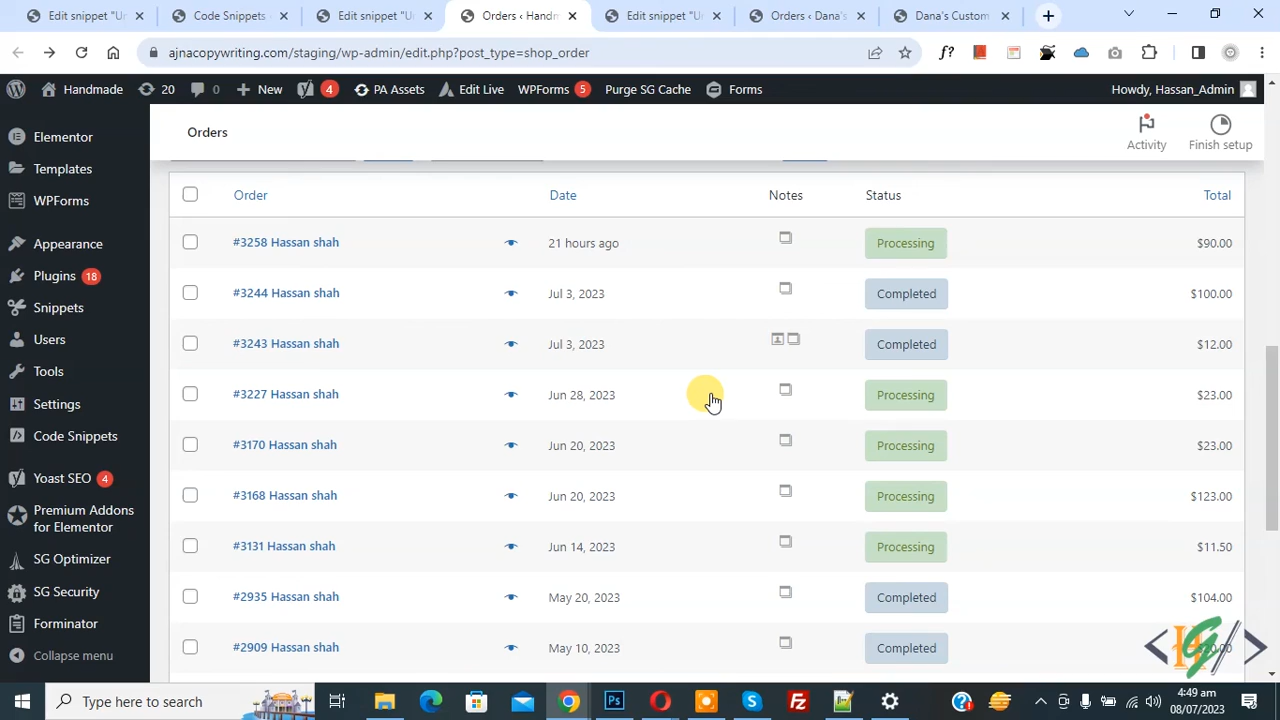 Edit snippet "Uı
Code Snippets ‹
Edit snippet "Uı
Orders ‹ Handm
Edit snippet "Uı
Orders ‹ Dana's
Dana's Custom
ajnacopywriting.com/staging/wp-admin/edit.php?post_type=shop_order
f?
Handmade
20
0
New
4
PA Assets
Edit Live
WPForms 5
Purge SG Cache
Forms
Howdy, Hassan_Admin
Elementor
Templates
WPForms
Appearance
Plugins 18
Snippets
Users
Tools
Settings
Code Snippets
Yoast SEO 4
Premium Addons
for Elementor
SG Optimizer
SG Security
Forminator
Collapse menu
Orders
Activity
Finish setup
Order Date Notes Status Total
#3258 Hassan shah 21 hours ago Processing $90.00
#3244 Hassan shah Jul 3, 2023 Completed $100.00
#3243 Hassan shah Jul 3, 2023 Completed $12.00
#3227 Hassan shah Jun 28, 2023 Processing $23.00
#3170 Hassan shah Jun 20, 2023 Processing $23.00
#3168 Hassan shah Jun 20, 2023 Processing $123.00
#3131 Hassan shah Jun 14, 2023 Processing $11.50
#2935 Hassan shah May 20, 2023 Completed $104.00
#2909 Hassan shah May 10, 2023 Completed
Type here to search
Ps
4:49 am
08/07/2023